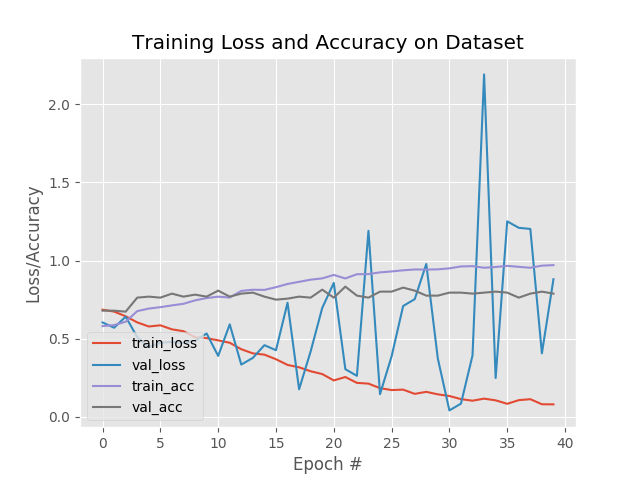 Training Loss and Accuracy on Dataset
Loss/Accuracy
2.0
1.5
1.0
0.5
0.0
train_loss
val_loss
train_acc
val_acc
0 5 10 15 20 25 30 35 40
Epoch #